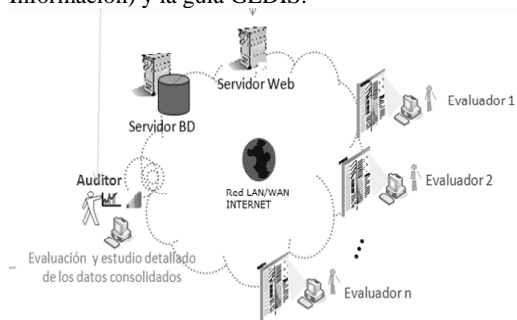 Información) y la guía GEDIS.
Servidor Web
Servidor BD
Evaluador 1
Auditor
Red LAN/WAN
INTERNET
Evaluador 2
Evaluación y estudio detallado
de los datos consolidados
Evaluador n